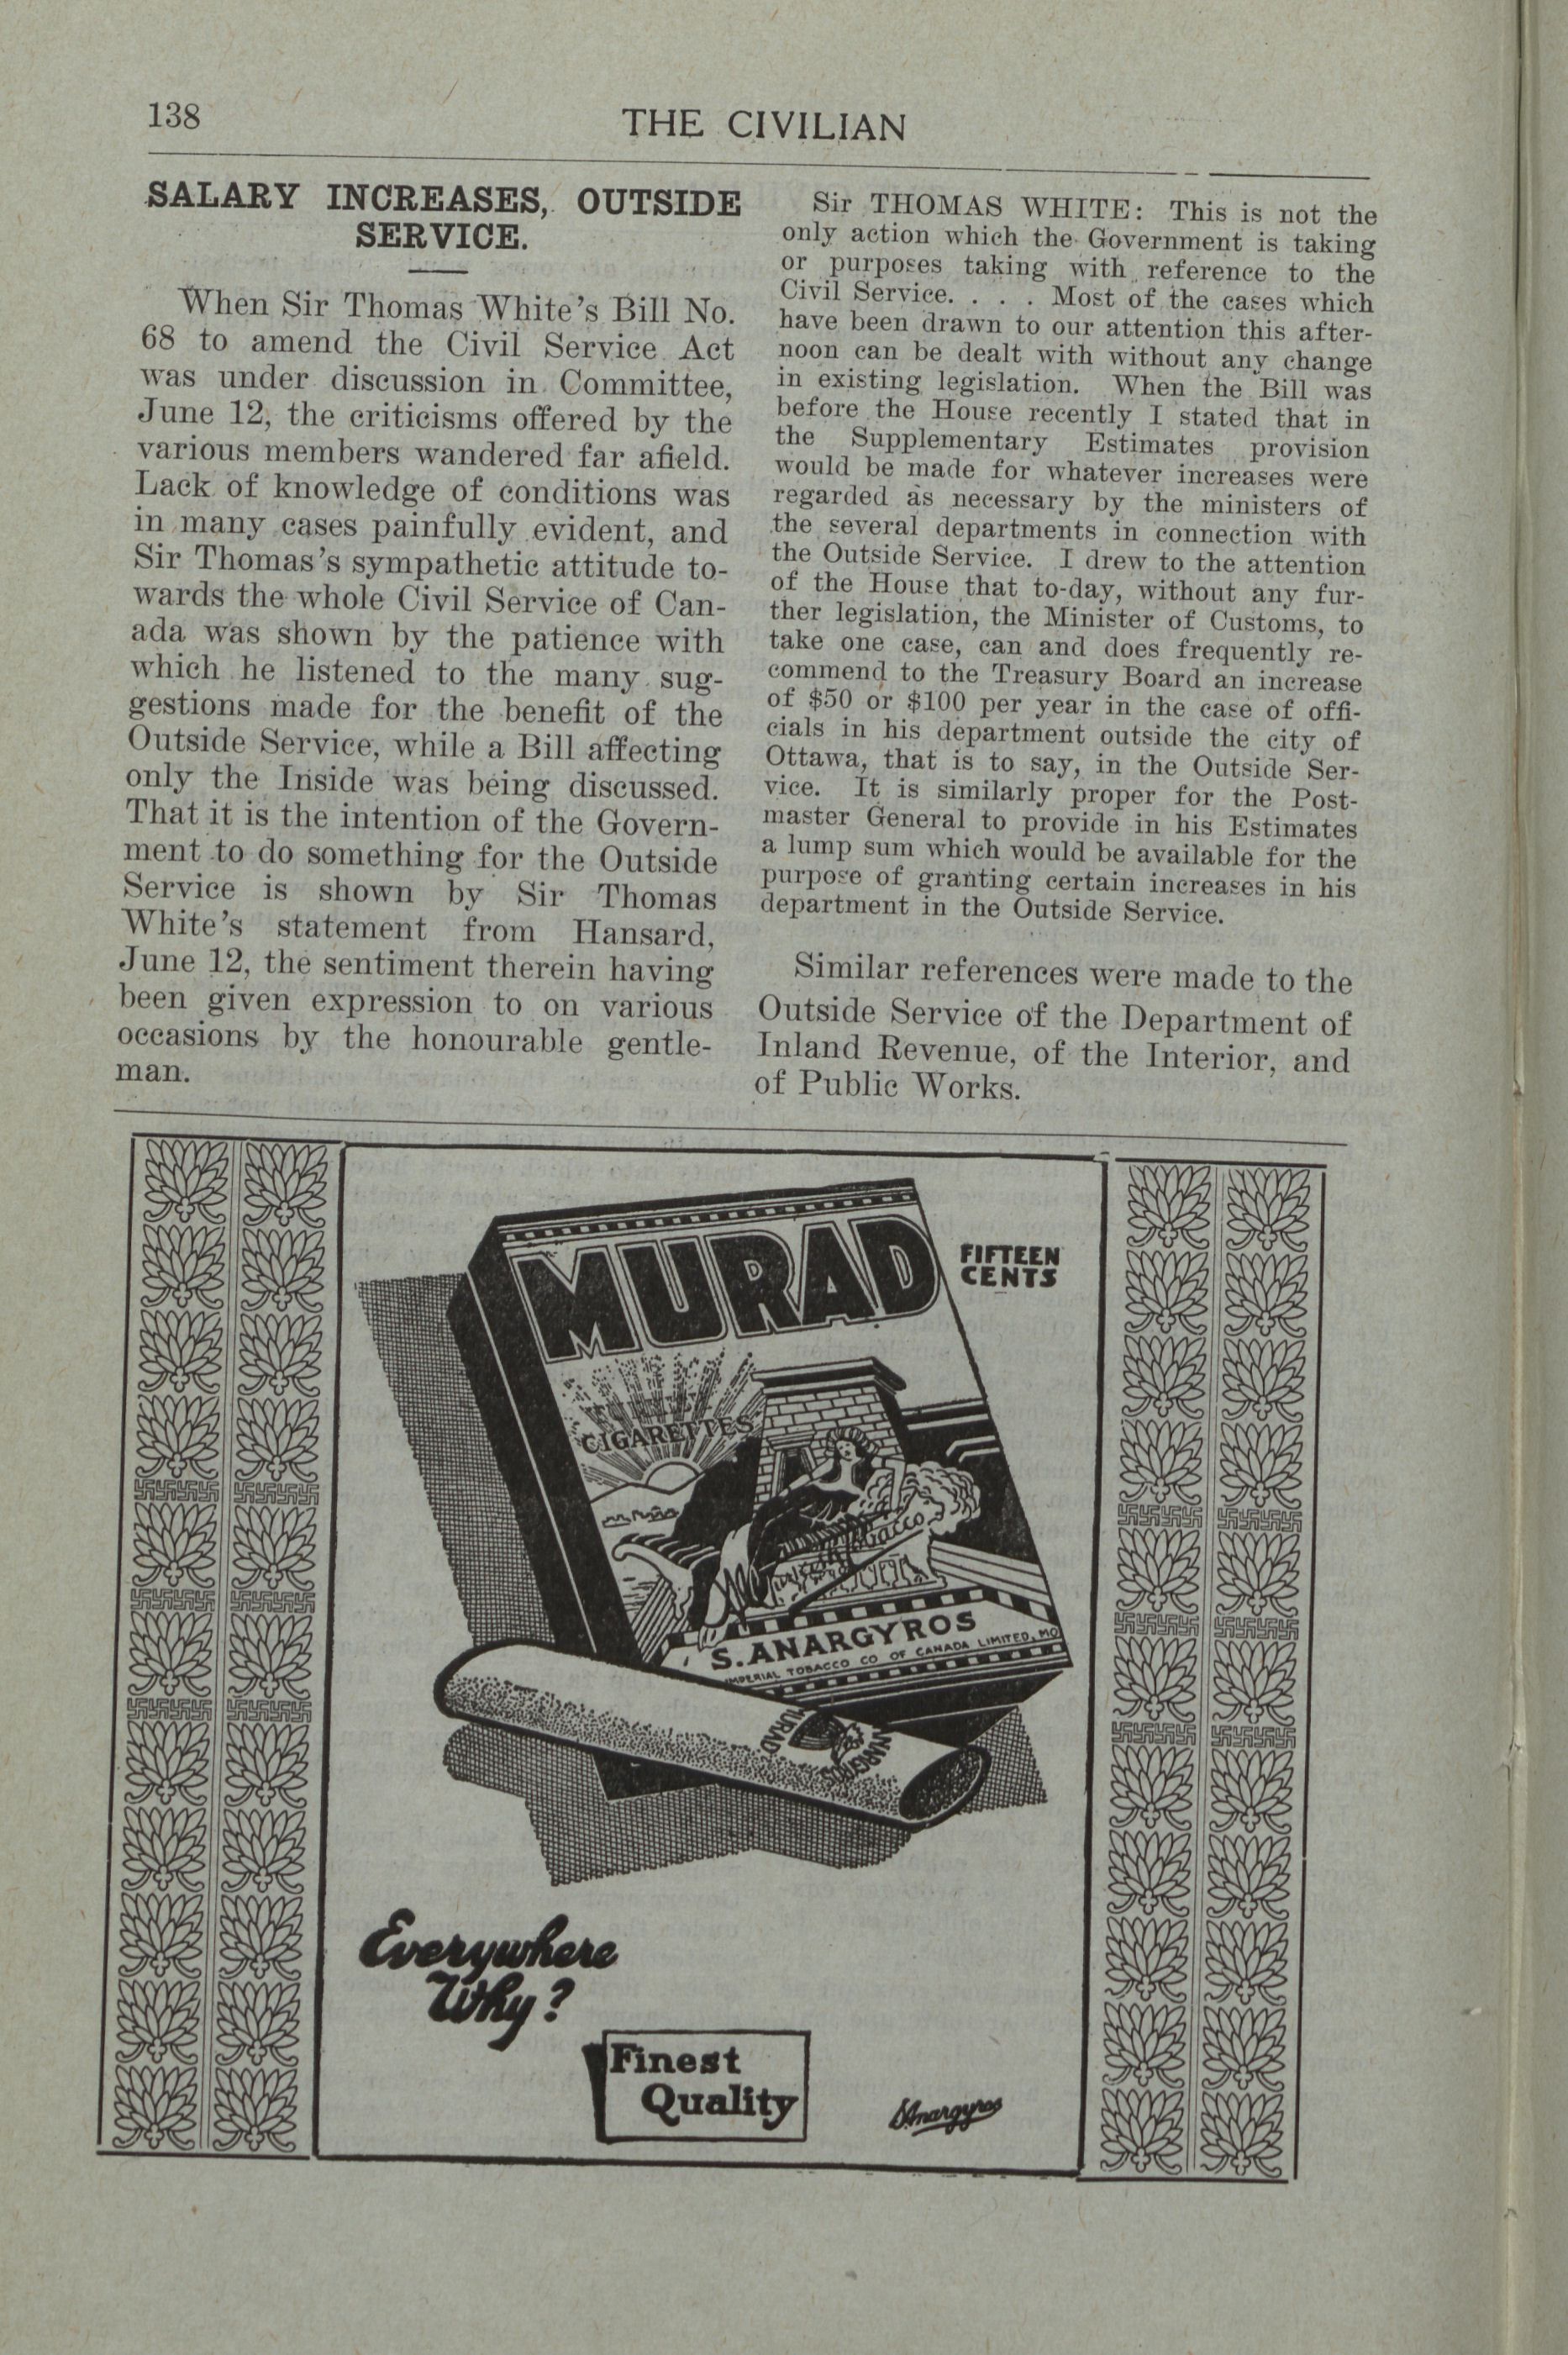 138
THE CIVILIAN
SALARY INCREASES, OUTSIDE
SERVICE.
When Sir Thomas White's Bill No.
68 to amend the Civil Service Act
was under discussion in Committee,
June 12, the criticisms offered by the
various members wandered far afield.
Lack of knowledge of conditions was
in many cases painfully evident, and
Sir Thomas's sympathetic attitude to-
wards the whole Civil Service of Can-
ada was shown by the patience with
which he listened to the many sug-
gestions made for the benefit of the
Outside Service, while a Bill affecting
only the Inside was being discussed.
That it is the intention of the Govern-
ment to do something for the Outside
Service is shown by Sir Thomas
White's statement from Hansard,
June 12, the sentiment therein having
been given expression to on various
occasions by the honourable gentle-
man.
Sir THOMAS WHITE: This is not the
only action which the Government is taking
or purposes taking with reference to the
Civil Service. . . . Most of the cases which
have been drawn to our attention this after-
noon can be dealt with without any change
in existing legislation. When the Bill was
before the House recently I stated that in
the Supplementary Estimates provision
would be made for whatever increases were
regarded as necessary by the ministers of
the several departments in connection with
the Outside Service. I drew to the attention
of the House that to-day, without any fur-
ther legislation, the Minister of Customs, to
take one case, can and does frequently re-
commend to the Treasury Board an increase
of $50 or $100 per year in the case of offi-
cials in his department outside the city of
Ottawa, that is to say, in the Outside Ser-
vice. It is similarly proper for the Post-
master General to provide in his Estimates
a lump sum which would be available for the
purpose of granting certain increases in his
department in the Outside Service.
Similar references were made to the
Outside Service of the Department of
Inland Revenue, of the Interior, and
of Public Works.
MURAD
FIFTEEN
CENTS
CIGARETTES
Turkish Tobacco
S. ANARGYROS
IMPERIAL TOBACCO CO OF CANADA LIMITED, MO
MURAD
ANARGYROS
Everywhere
Why?
Finest
Quality
S. Anargyros